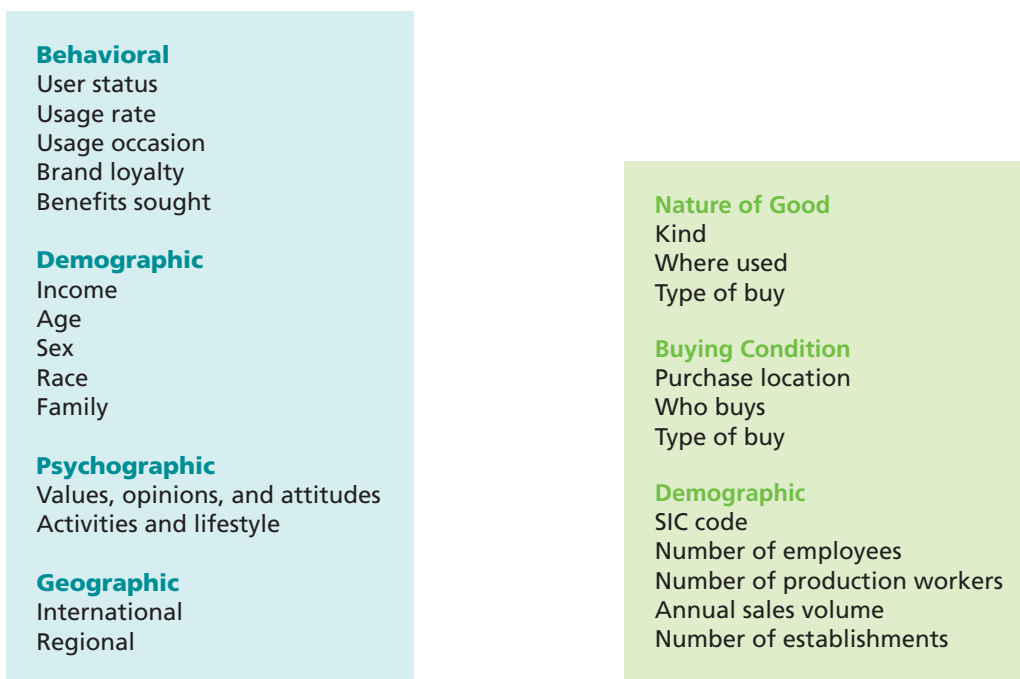 Behavioral
User status
Usage rate
Usage occasion
Brand loyalty
Benefits sought
Demographic
Income
Age
Sex
Race
Family
Psychographic
Values, opinions, and attitudes
Activities and lifestyle
Geographic
International
Regional
Nature of Good
Kind
Where used
Type of buy
Buying Condition
Purchase location
Who buys
Type of buy
Demographic
SIC code
Number of employees
Number of production workers
Annual sales volume
Number of establishments